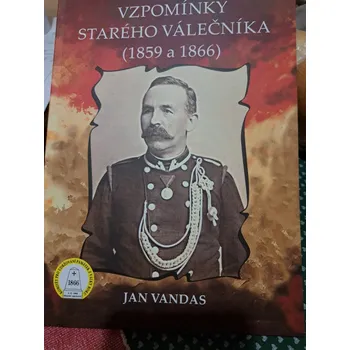 VZPOMÍNKY
STARÉHO VÁLEČNÍKA
(1859 a 1866)
1866
JAN VANDAS